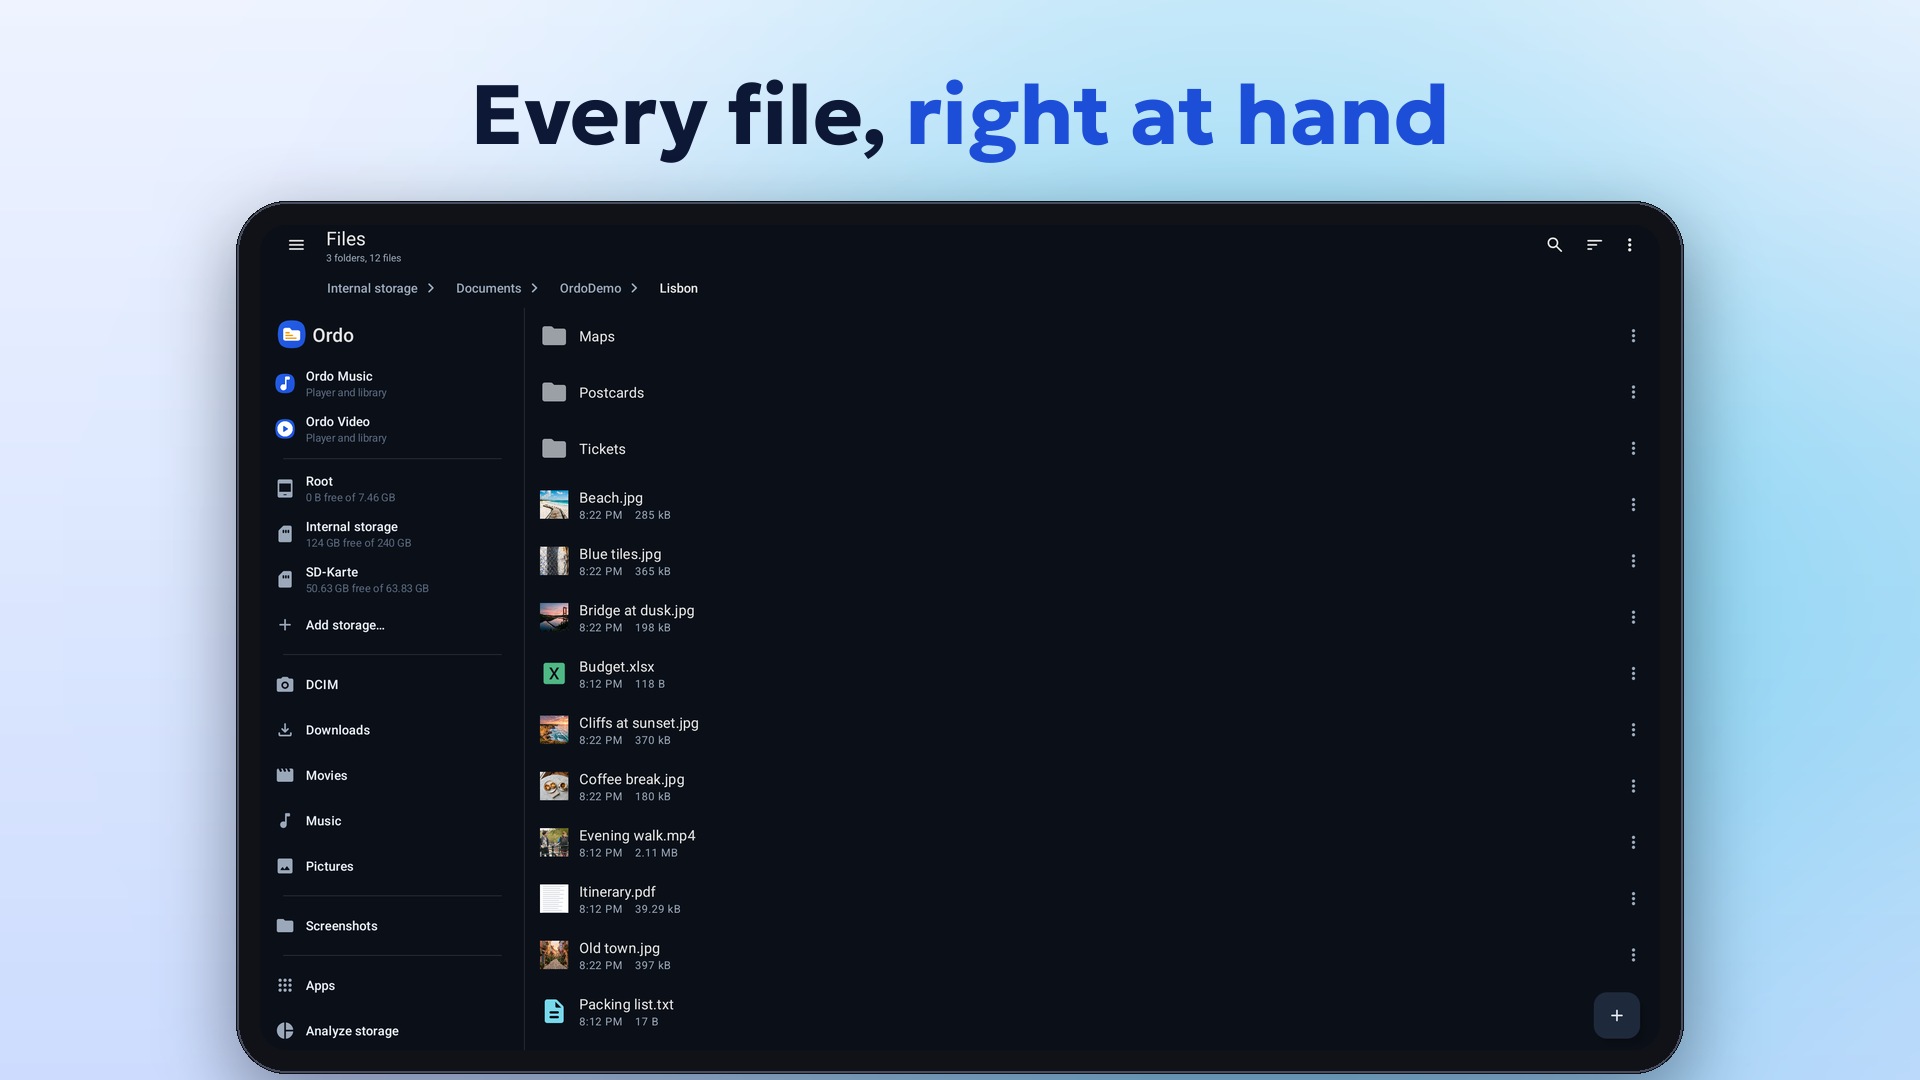 Every file, right at hand
Files
3 folders, 12 files
Internal storage
Documents
OrdoDemo
Lisbon
Ordo
Ordo Music
Player and library
Ordo Video
Player and library
Root
0 B free of 7.46 GB
Internal storage
124 GB free of 240 GB
SD-Karte
50.63 GB free of 63.83 GB
Add storage...
DCIM
Downloads
Movies
Music
Pictures
Screenshots
Apps
Analyze storage
Maps
Postcards
Tickets
Beach.jpg
8:22 PM 285 kB
Blue tiles.jpg
8:22 PM 365 kB
Bridge at dusk.jpg
8:22 PM 198 kB
X
Budget.xlsx
8:12 PM 118 B
Cliffs at sunset.jpg
8:22 PM 370 kB
Coffee break.jpg
8:22 PM 180 kB
Evening walk.mp4
8:12 PM 2.11 MB
Itinerary.pdf
8:12 PM 39.29 kB
Old town.jpg
8:22 PM 397 kB
Packing list.txt
8:12 PM 17 B